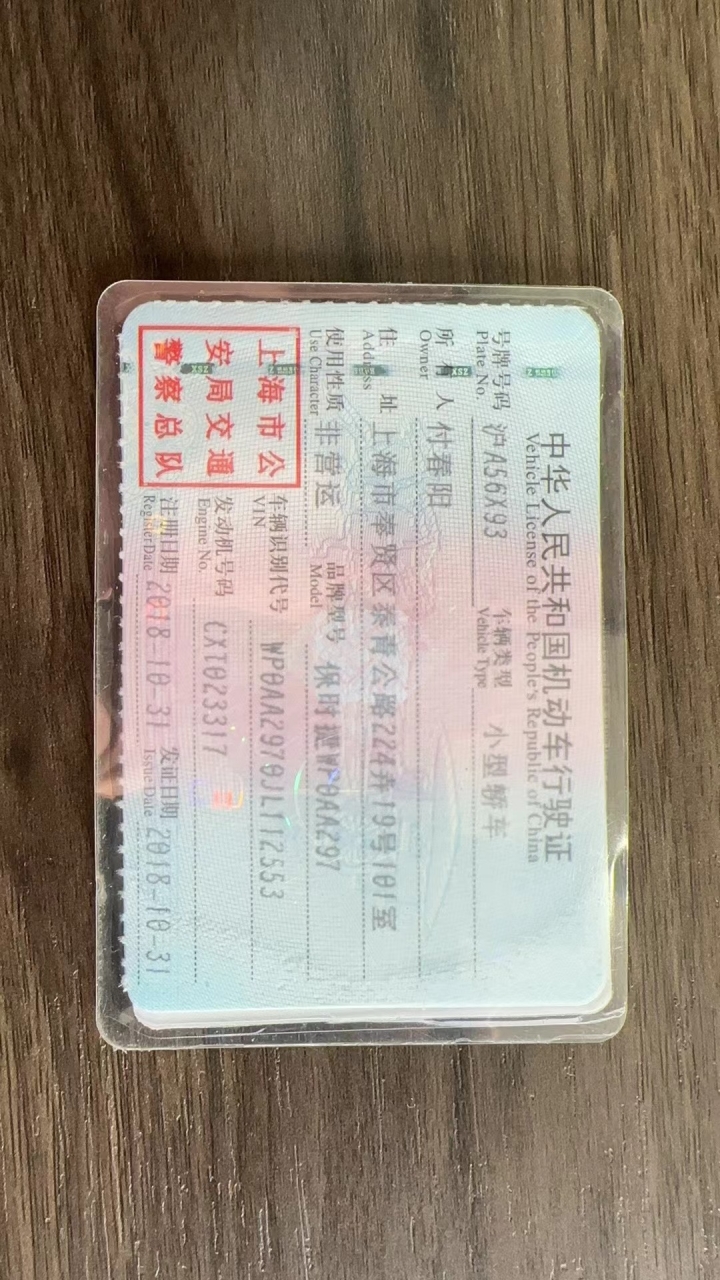 中华人民共和国机动车行驶证
Vehicle License of the People's Republic of China
号牌号码 沪A56X93 车辆类型 小型轿车
Plate No. Vehicle Type
所有人 付春阳
Owner
住址 上海市奉贤区泰青公路224弄19号101室
Address
使用性质 非营运 品牌型号 保时捷WP0AA297
Use Character Model
上海市公
安局交通
警察总队
车辆识别代号 WP0AA2970JL112553
VIN
发动机号码 CXT023317
Engine No.
注册日期 2018-10-31 发证日期 2018-10-31
Register Date Issue Date